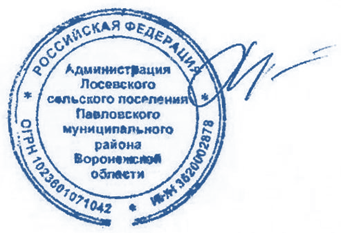 * РОССИЙСКАЯ ФЕДЕРАЦИЯ *
Администрация
Лосевского
сельского поселения
Павловского
муниципального
района
Воронежской
области
ОГРН 1023601071042 * ИНН 3620002878